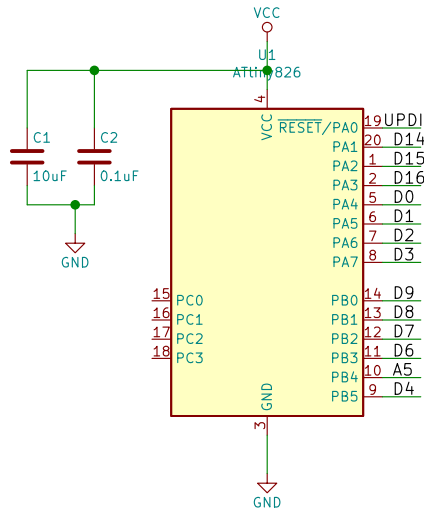 VCC
U1
ATtiny826
4
VCC
RESET/PA0 19 UPDI
PA1 20 D14
PA2 1 D15
PA3 2 D16
PA4 5 D0
PA5 6 D1
PA6 7 D2
PA7 8 D3
C1
10uF
C2
0.1uF
GND
15 PC0
16 PC1
17 PC2
18 PC3
PB0 14 D9
PB1 13 D8
PB2 12 D7
PB3 11 D6
PB4 10 A5
PB5 9 D4
GND
3
GND